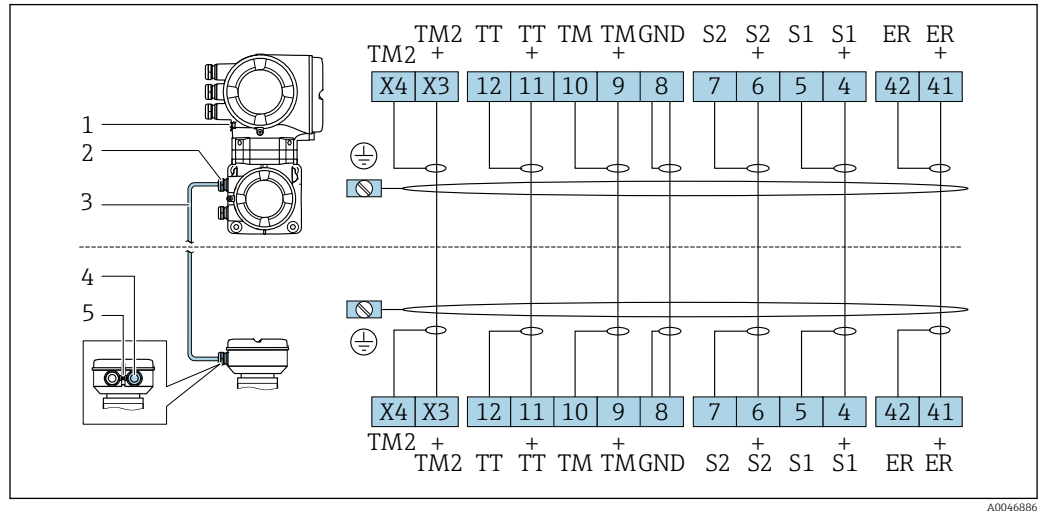 TM2 TT TT TM TM GND S2 S2 S1 S1 ER ER
TM2 + + + + + +
X4 X3 12 11 10 9 8 7 6 5 4 42 41
1
2
3
4
5
X4 X3 12 11 10 9 8 7 6 5 4 42 41
TM2 + + + + + +
TM2 TT TT TM TM GND S2 S2 S1 S1 ER ER
A0046886